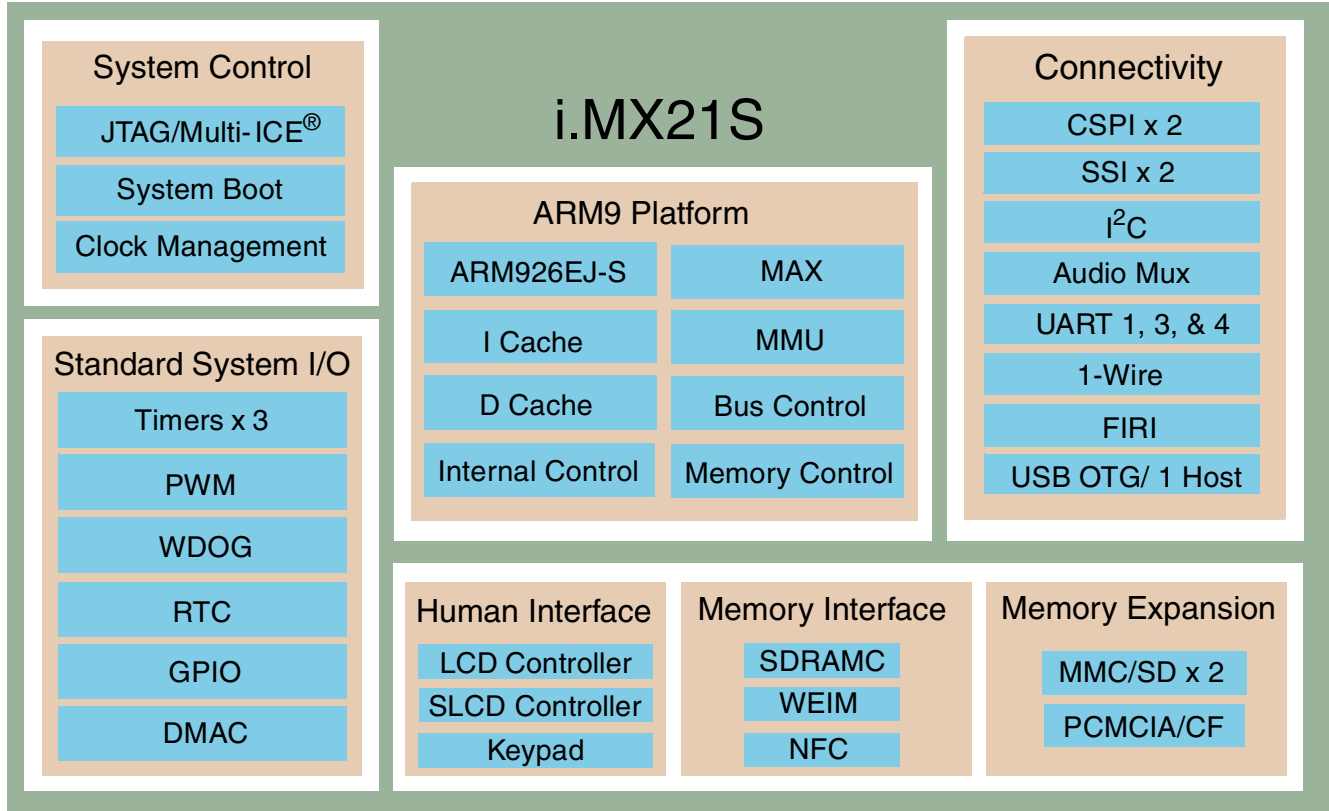 System Control
JTAG/Multi-ICE®
System Boot
Clock Management
Standard System I/O
Timers x 3
PWM
WDOG
RTC
GPIO
DMAC
i.MX21S
ARM9 Platform
ARM926EJ-S
MAX
I Cache
MMU
D Cache
Bus Control
Internal Control
Memory Control
Connectivity
CSPI x 2
SSI x 2
I²C
Audio Mux
UART 1, 3, & 4
1-Wire
FIRI
USB OTG/ 1 Host
Human Interface
LCD Controller
SLCD Controller
Keypad
Memory Interface
SDRAMC
WEIM
NFC
Memory Expansion
MMC/SD x 2
PCMCIA/CF